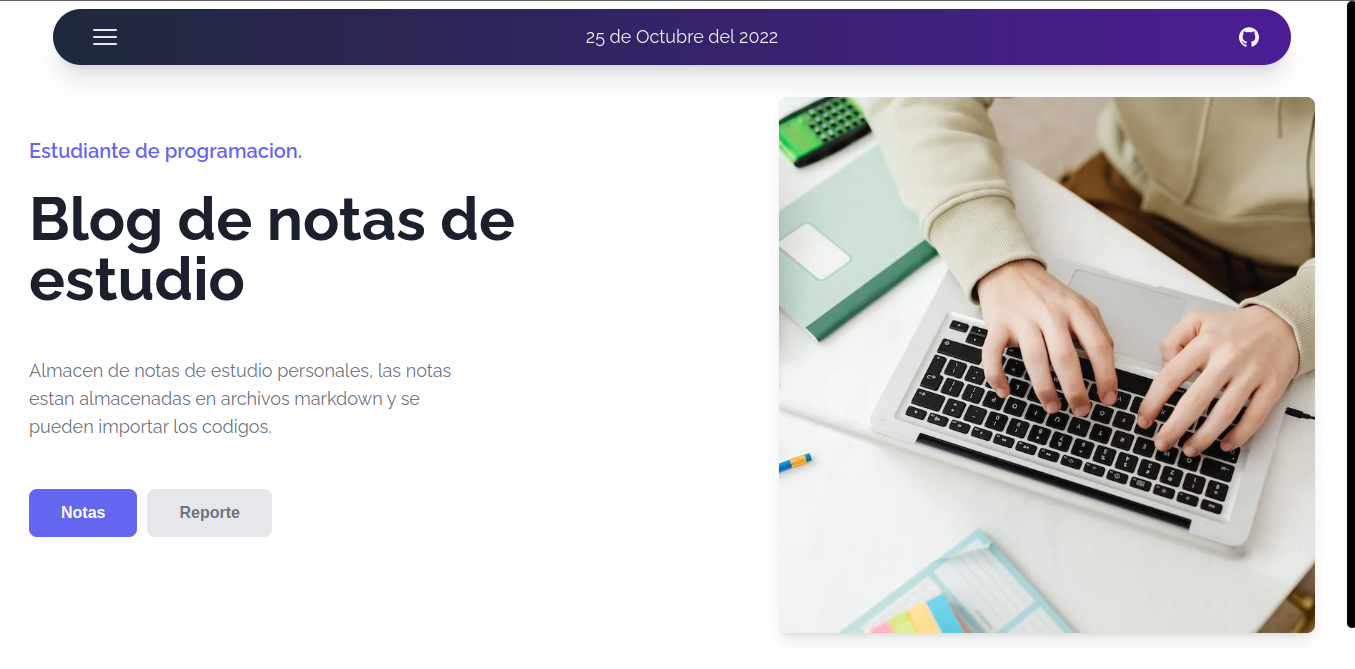 25 de Octubre del 2022
Estudiante de programacion.
Blog de notas de
estudio
Almacen de notas de estudio personales, las notas
estan almacenadas en archivos markdown y se
pueden importar los codigos.
Notas
Reporte